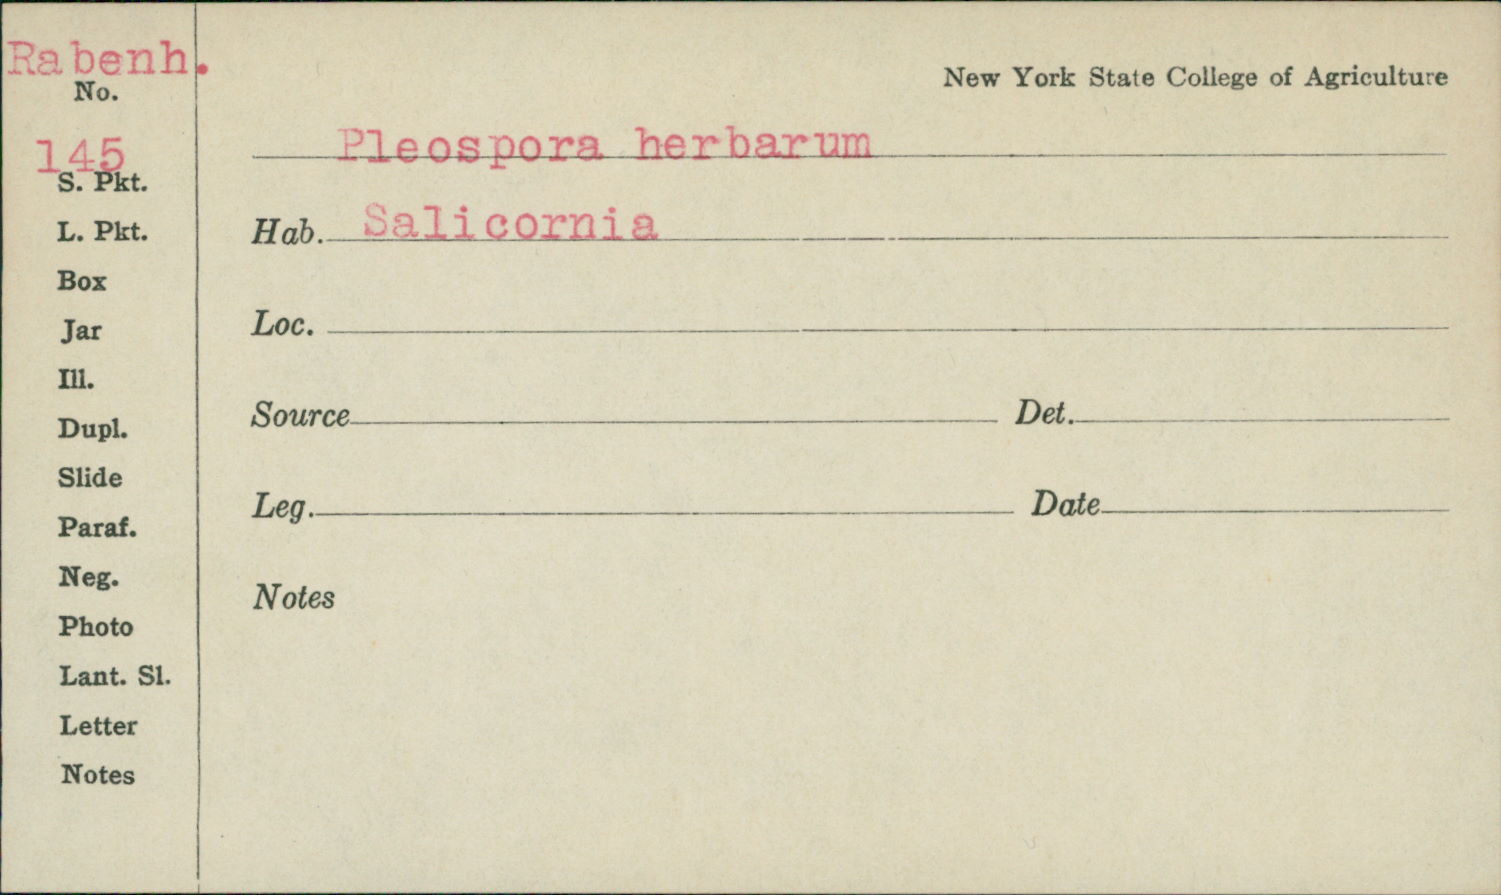 Rabenh.
No.
145
S. Pkt.
L. Pkt.
Box
Jar
Ill.
Dupl.
Slide
Paraf.
Neg.
Photo
Lant. Sl.
Letter
Notes
New York State College of Agriculture
Pleospora herbarum
Hab. Salicornia
Loc.
Source Det.
Leg. Date
Notes